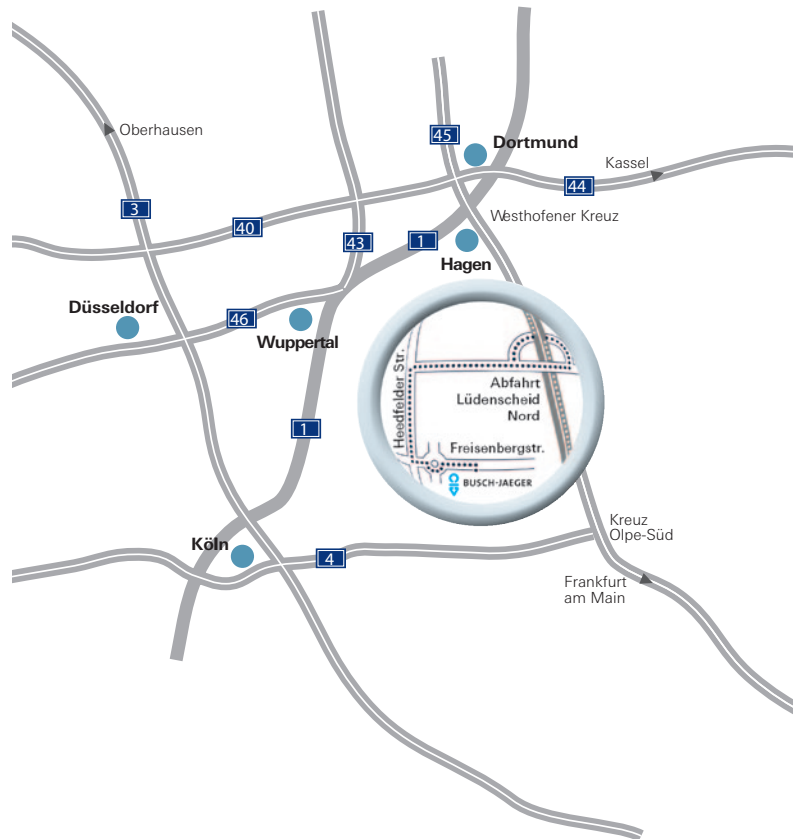 Oberhausen
45
Dortmund
Kassel
44
3
Westhofener Kreuz
40
43
1
Hagen
Düsseldorf
46
Wuppertal
Heedfelder Str.
Abfahrt
Lüdenscheid
Nord
1
Freisenbergstr.
BUSCH-JAEGER
Köln
4
Kreuz
Olpe-Süd
Frankfurt
am Main